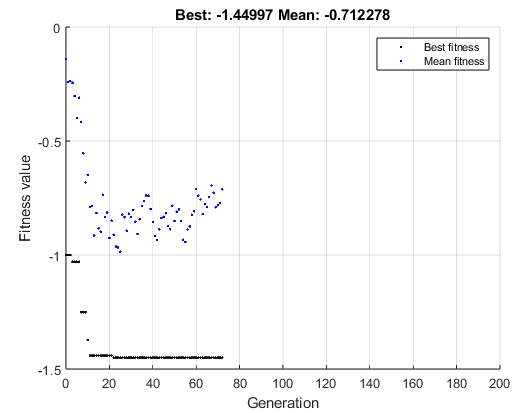 Best: -1.44997 Mean: -0.712278
0
Best fitness
Mean fitness
-0.5
Fitness value
-1
-1.5
0 20 40 60 80 100 120 140 160 180 200
Generation